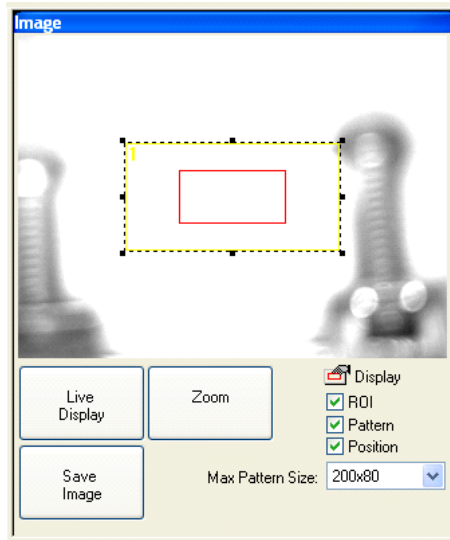 Image
1
Live
Display
Zoom
Display
ROI
Pattern
Position
Save
Image
Max Pattern Size:
200x80